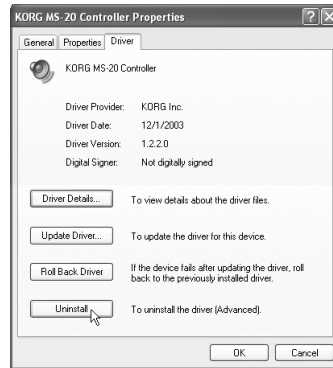 KORG MS-20 Controller Properties
General Properties Driver
KORG MS-20 Controller
Driver Provider: KORG Inc.
Driver Date: 12/1/2003
Driver Version: 1.2.2.0
Digital Signer: Not digitally signed
Driver Details... To view details about the driver files.
Update Driver... To update the driver for this device.
Roll Back Driver If the device fails after updating the driver, roll
back to the previously installed driver.
Uninstall To uninstall the driver (Advanced).
OK Cancel